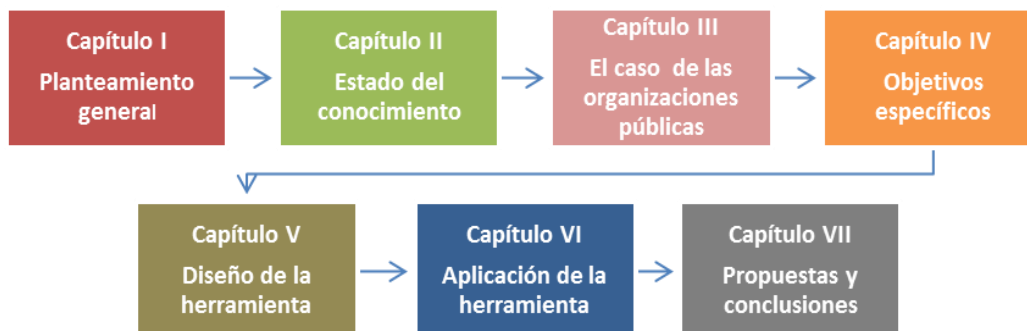 Capítulo I
Planteamiento
general
Capítulo II
Estado del
conocimiento
Capítulo III
El caso de las
organizaciones
públicas
Capítulo IV
Objetivos
específicos
Capítulo V
Diseño de la
herramienta
Capítulo VI
Aplicación de la
herramienta
Capítulo VII
Propuestas y
conclusiones